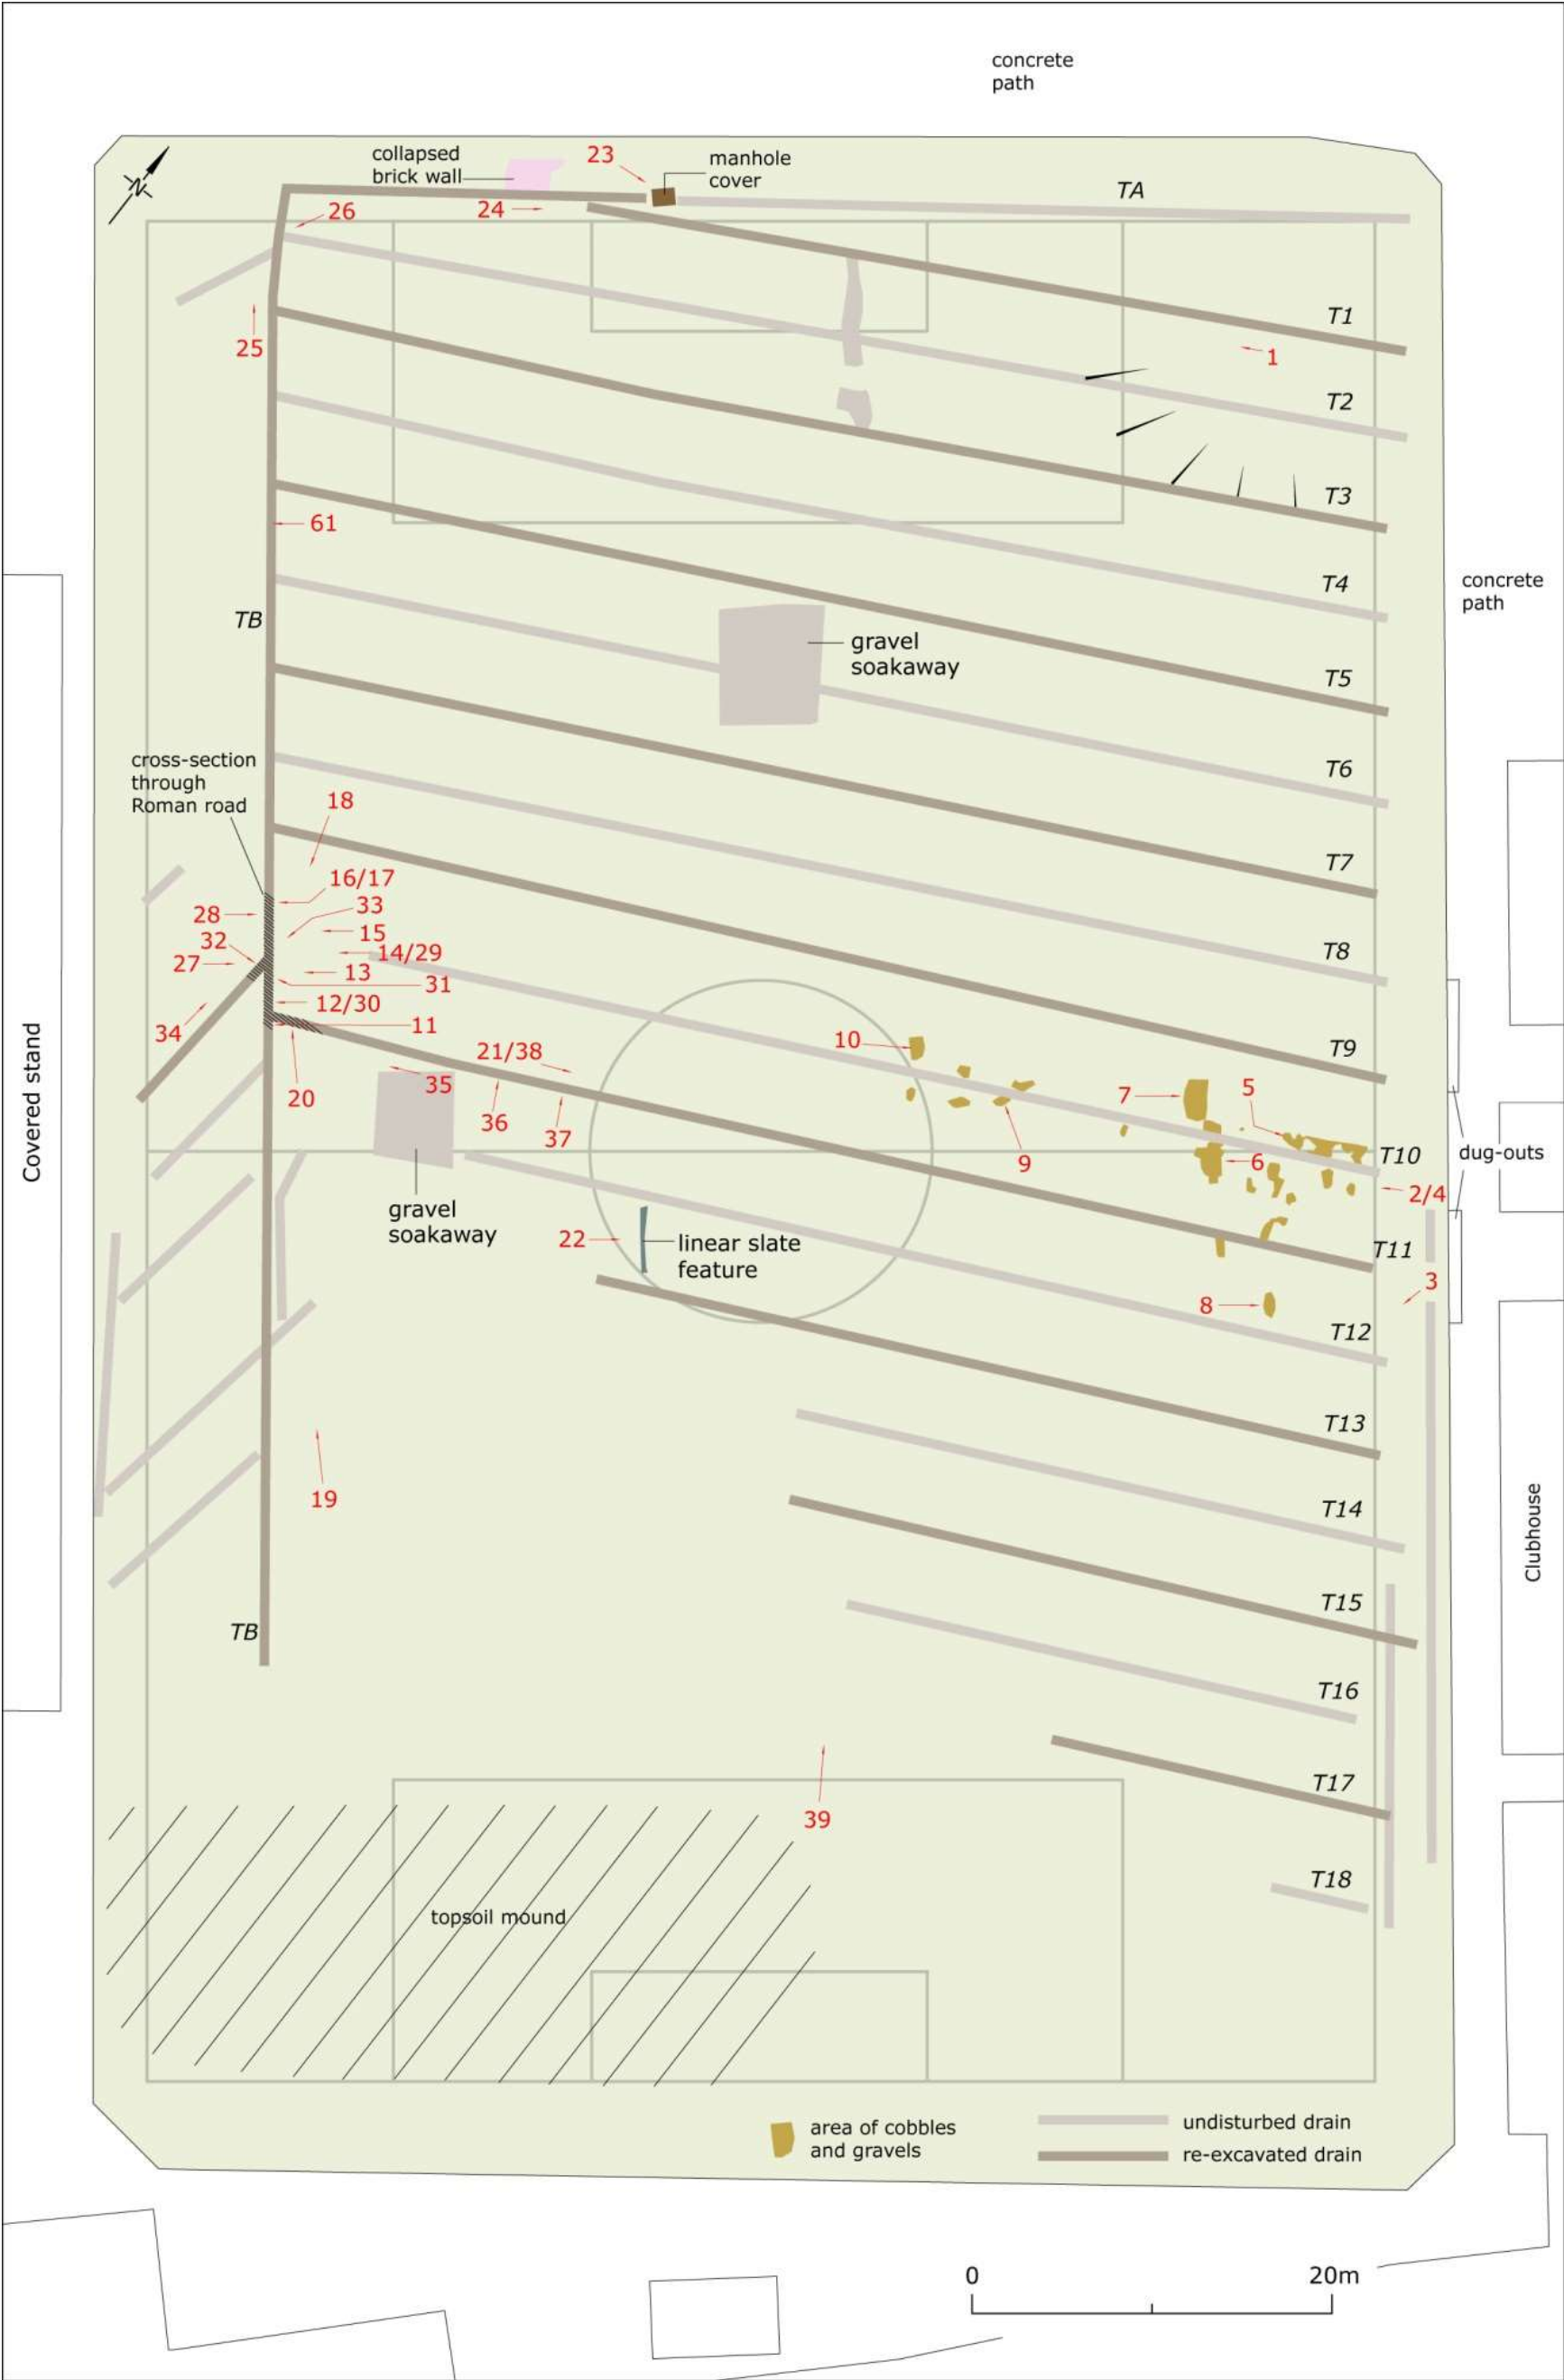 concrete
path
collapsed
brick wall
23
manhole
cover
TA
N
26
24
25
T1
1
T2
T3
61
T4
concrete
path
TB
gravel
soakaway
T5
T6
cross-section
through
Roman road
18
T7
16/17
28
33
32
15
14/29
27
13
31
12/30
34
11
T8
T9
10
21/38
Covered stand
35
20
36
37
7
5
9
6
T10
dug-outs
2/4
gravel
soakaway
22
linear slate
feature
T11
3
8
T12
T13
19
T14
Clubhouse
T15
TB
T16
T17
39
T18
topsoil mound
area of cobbles
and gravels
undisturbed drain
re-excavated drain
0
20m